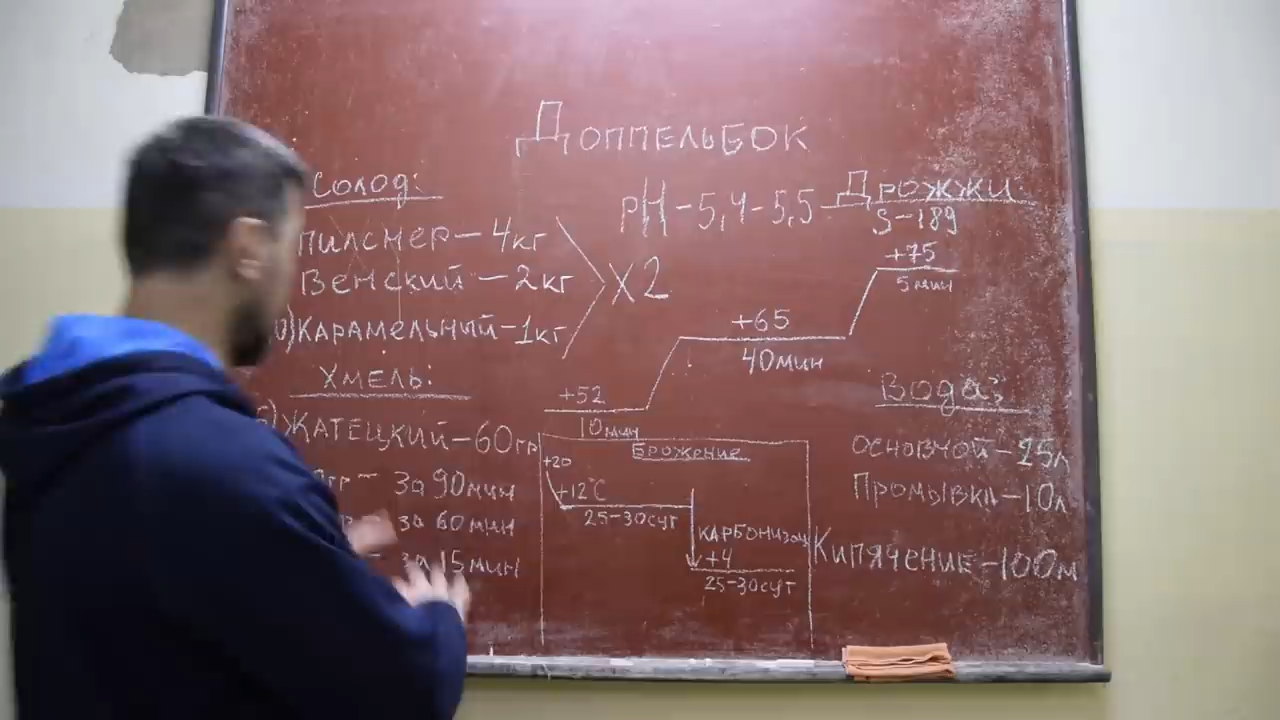 Доппельбок
Солод:
Пилснер – 4кг
Венский – 2кг
Карамельный – 1кг
X2
pH – 5,4 – 5,5
Дрожжи:
S-189
+52
10мин
+65
40мин
+75
5мин
Хмель:
Жатецкий – 60гр
гр – за 90мин
за 60мин
– за 15мин
Брожение
+20
+12°C
25-30сут
Карбонизац
+4
25-30сут
Вода:
Основной – 25л
Промывка – 10л
Кипячение – 100м